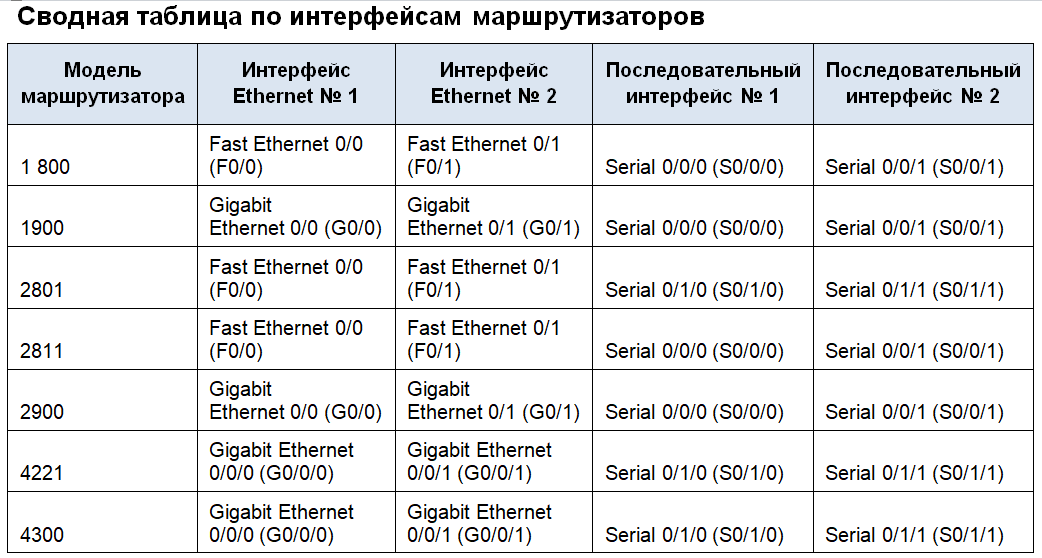 Сводная таблица по интерфейсам маршрутизаторов
Модель
маршрутизатора
Интерфейс
Ethernet № 1
Интерфейс
Ethernet № 2
Последовательный
интерфейс № 1
Последовательный
интерфейс № 2
1 800
Fast Ethernet 0/0
(F0/0)
Fast Ethernet 0/1
(F0/1)
Serial 0/0/0 (S0/0/0)
Serial 0/0/1 (S0/0/1)
1900
Gigabit
Ethernet 0/0 (G0/0)
Gigabit
Ethernet 0/1 (G0/1)
Serial 0/0/0 (S0/0/0)
Serial 0/0/1 (S0/0/1)
2801
Fast Ethernet 0/0
(F0/0)
Fast Ethernet 0/1
(F0/1)
Serial 0/1/0 (S0/1/0)
Serial 0/1/1 (S0/1/1)
2811
Fast Ethernet 0/0
(F0/0)
Fast Ethernet 0/1
(F0/1)
Serial 0/0/0 (S0/0/0)
Serial 0/0/1 (S0/0/1)
2900
Gigabit
Ethernet 0/0 (G0/0)
Gigabit
Ethernet 0/1 (G0/1)
Serial 0/0/0 (S0/0/0)
Serial 0/0/1 (S0/0/1)
4221
Gigabit Ethernet
0/0/0 (G0/0/0)
Gigabit Ethernet
0/0/1 (G0/0/1)
Serial 0/1/0 (S0/1/0)
Serial 0/1/1 (S0/1/1)
4300
Gigabit Ethernet
0/0/0 (G0/0/0)
Gigabit Ethernet
0/0/1 (G0/0/1)
Serial 0/1/0 (S0/1/0)
Serial 0/1/1 (S0/1/1)